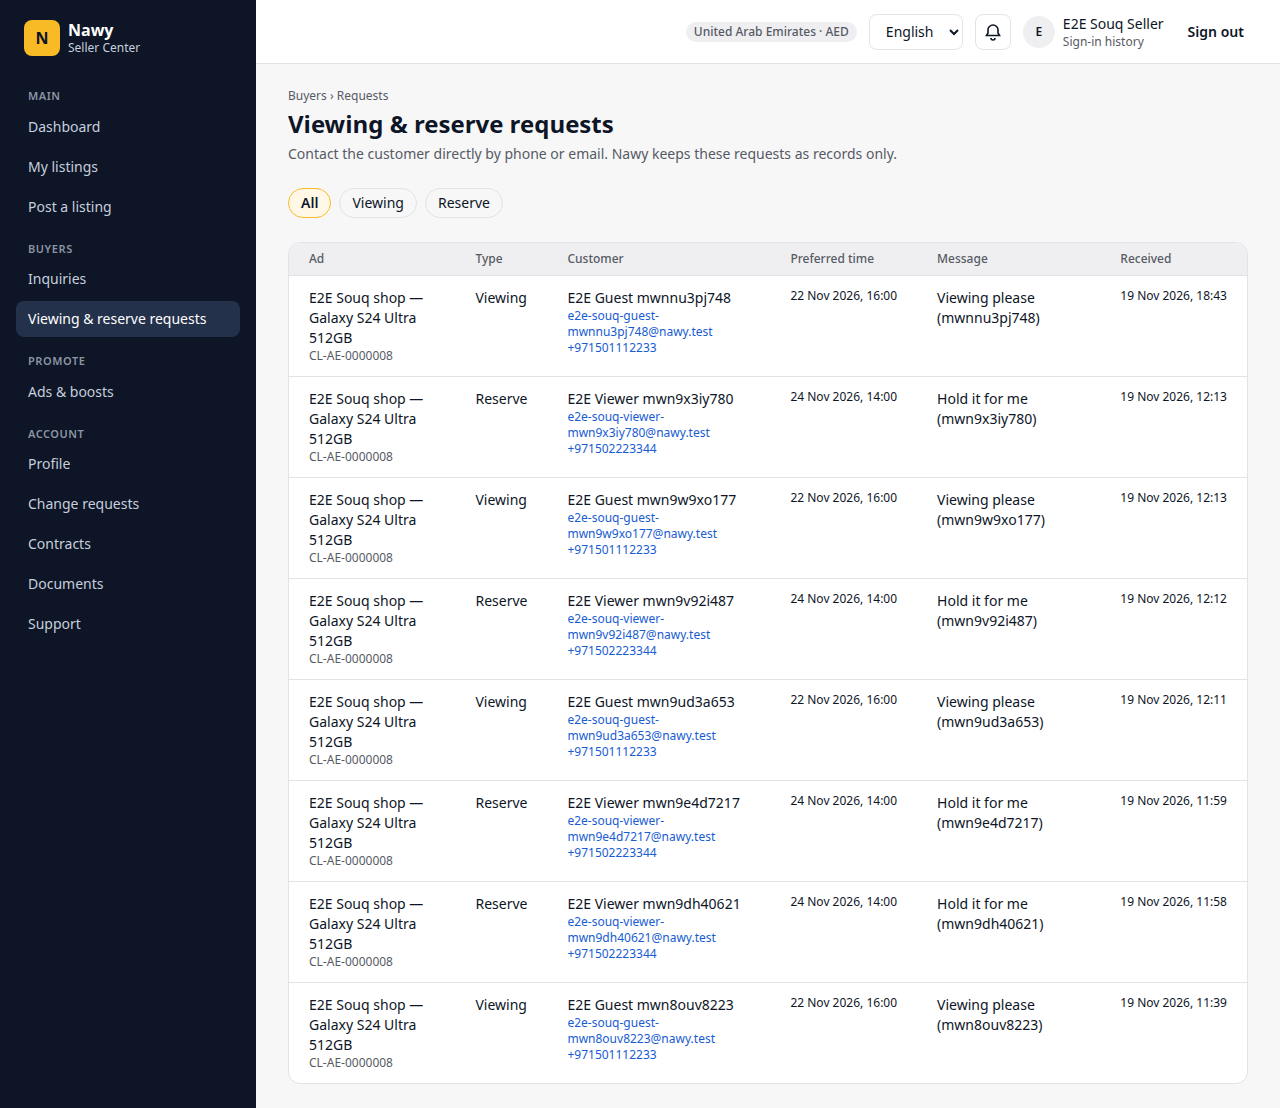 N
Nawy
Seller Center
MAIN
Dashboard
My listings
Post a listing
BUYERS
Inquiries
Viewing & reserve requests
PROMOTE
Ads & boosts
ACCOUNT
Profile
Change requests
Contracts
Documents
Support
United Arab Emirates · AED
English
E
E2E Souq Seller
Sign-in history
Sign out
Buyers › Requests
Viewing & reserve requests
Contact the customer directly by phone or email. Nawy keeps these requests as records only.
All
Viewing
Reserve
Ad Type Customer Preferred time Message Received
E2E Souq shop — Viewing E2E Guest mwnnu3pj748 22 Nov 2026, 16:00 Viewing please 19 Nov 2026, 18:43
Galaxy S24 Ultra e2e-souq-guest- (mwnnu3pj748)
512GB mwnnu3pj748@nawy.test
CL-AE-0000008 +971501112233
E2E Souq shop — Reserve E2E Viewer mwn9x3iy780 24 Nov 2026, 14:00 Hold it for me 19 Nov 2026, 12:13
Galaxy S24 Ultra e2e-souq-viewer- (mwn9x3iy780)
512GB mwn9x3iy780@nawy.test
CL-AE-0000008 +971502223344
E2E Souq shop — Viewing E2E Guest mwn9w9xo177 22 Nov 2026, 16:00 Viewing please 19 Nov 2026, 12:13
Galaxy S24 Ultra e2e-souq-guest- (mwn9w9xo177)
512GB mwn9w9xo177@nawy.test
CL-AE-0000008 +971501112233
E2E Souq shop — Reserve E2E Viewer mwn9v92i487 24 Nov 2026, 14:00 Hold it for me 19 Nov 2026, 12:12
Galaxy S24 Ultra e2e-souq-viewer- (mwn9v92i487)
512GB mwn9v92i487@nawy.test
CL-AE-0000008 +971502223344
E2E Souq shop — Viewing E2E Guest mwn9ud3a653 22 Nov 2026, 16:00 Viewing please 19 Nov 2026, 12:11
Galaxy S24 Ultra e2e-souq-guest- (mwn9ud3a653)
512GB mwn9ud3a653@nawy.test
CL-AE-0000008 +971501112233
E2E Souq shop — Reserve E2E Viewer mwn9e4d7217 24 Nov 2026, 14:00 Hold it for me 19 Nov 2026, 11:59
Galaxy S24 Ultra e2e-souq-viewer- (mwn9e4d7217)
512GB mwn9e4d7217@nawy.test
CL-AE-0000008 +971502223344
E2E Souq shop — Reserve E2E Viewer mwn9dh40621 24 Nov 2026, 14:00 Hold it for me 19 Nov 2026, 11:58
Galaxy S24 Ultra e2e-souq-viewer- (mwn9dh40621)
512GB mwn9dh40621@nawy.test
CL-AE-0000008 +971502223344
E2E Souq shop — Viewing E2E Guest mwn8ouv8223 22 Nov 2026, 16:00 Viewing please 19 Nov 2026, 11:39
Galaxy S24 Ultra e2e-souq-guest- (mwn8ouv8223)
512GB mwn8ouv8223@nawy.test
CL-AE-0000008 +971501112233